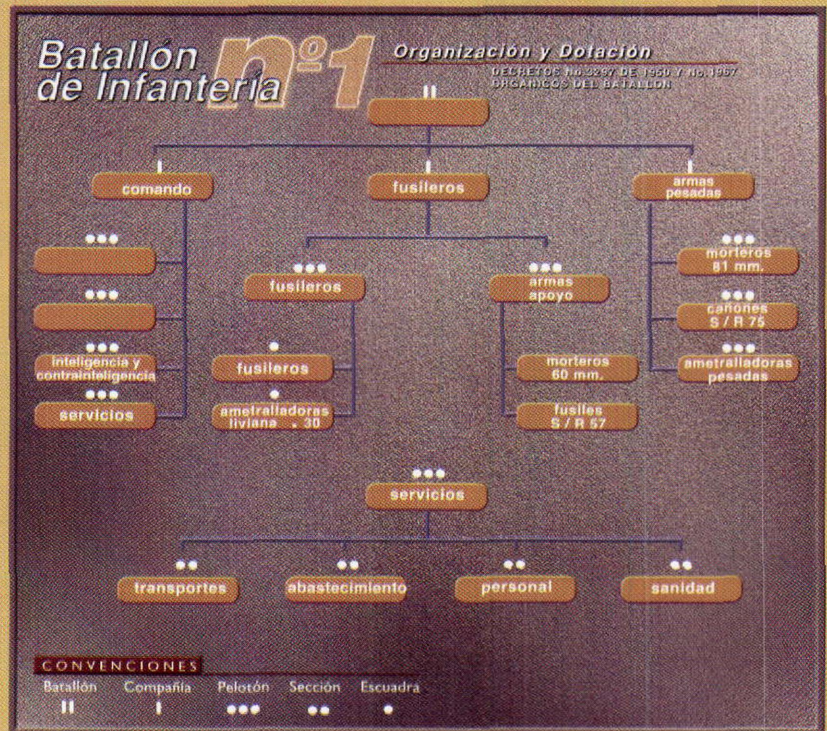 Batallón
de Infantería
nº1
Organización y Dotación
DECRETOS No.3297 DE 1950 Y No.1967
ORGANICOS DEL BATALLON
comando
fusileros
armas
pesadas
morteros
81 mm.
fusileros
armas
apoyo
cañones
S / R 75
Inteligencia y
contrainteligencia
fusileros
morteros
60 mm.
ametralladoras
pesadas
servicios
ametralladoras
liviana . 30
fusiles
S / R 57
servicios
transportes
abastecimiento
personal
sanidad
CONVENCIONES
Batallón Compañía Pelotón Sección Escuadra